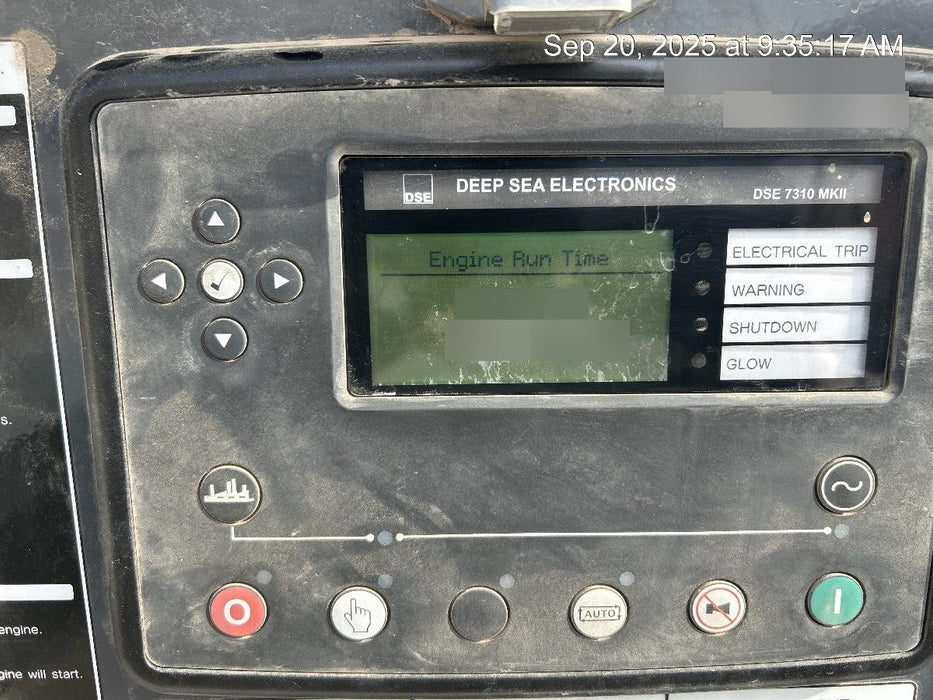 Sep 20, 2025 at 9:35:17 AM
DSE
DEEP SEA ELECTRONICS
DSE 7310 MKII
Engine Run Time
ELECTRICAL TRIP
WARNING
SHUTDOWN
GLOW
s.
engine.
gine will start.
AUTO